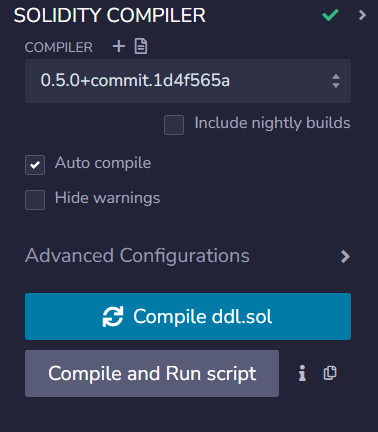 SOLIDITY COMPILER
COMPILER
0.5.0+commit.1d4f565a
Include nightly builds
Auto compile
Hide warnings
Advanced Configurations
Compile ddl.sol
Compile and Run script